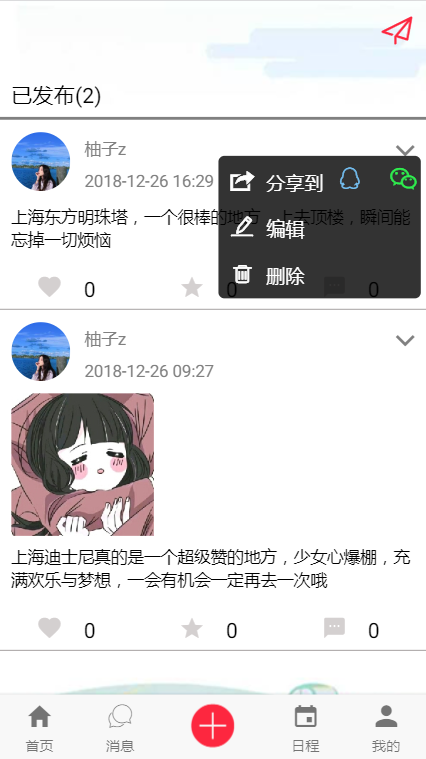 已发布(2)
柚子z
2018-12-26 16:29
分享到
上海东方明珠塔，一个很棒的地方，上去顶楼，瞬间能
忘掉一切烦恼
编辑
删除
0 0 0
柚子z
2018-12-26 09:27
上海迪士尼真的是一个超级赞的地方，少女心爆棚，充
满欢乐与梦想，一会有机会一定再去一次哦
0 0 0
首页 消息 日程 我的